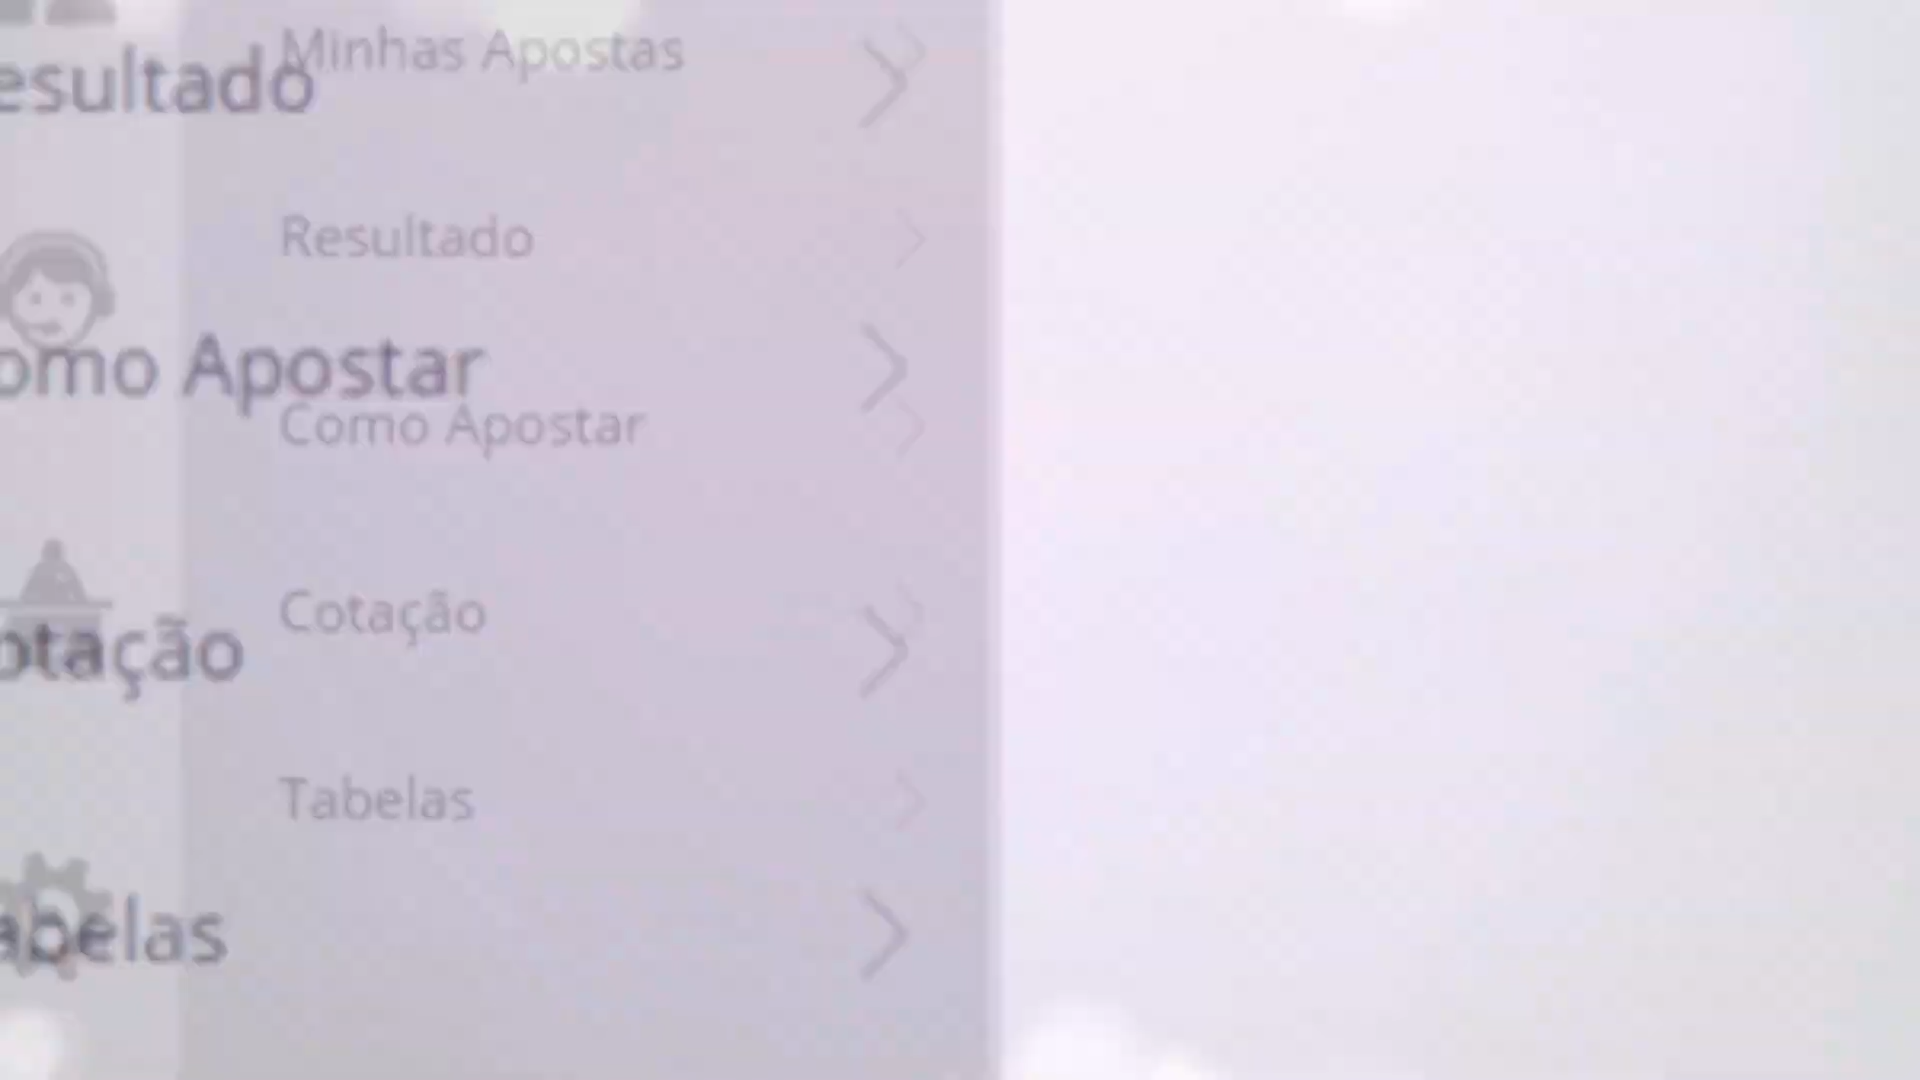 Minhas Apostas
esultado
Resultado
omo Apostar
Como Apostar
Cotação
otação
Tabelas
abelas